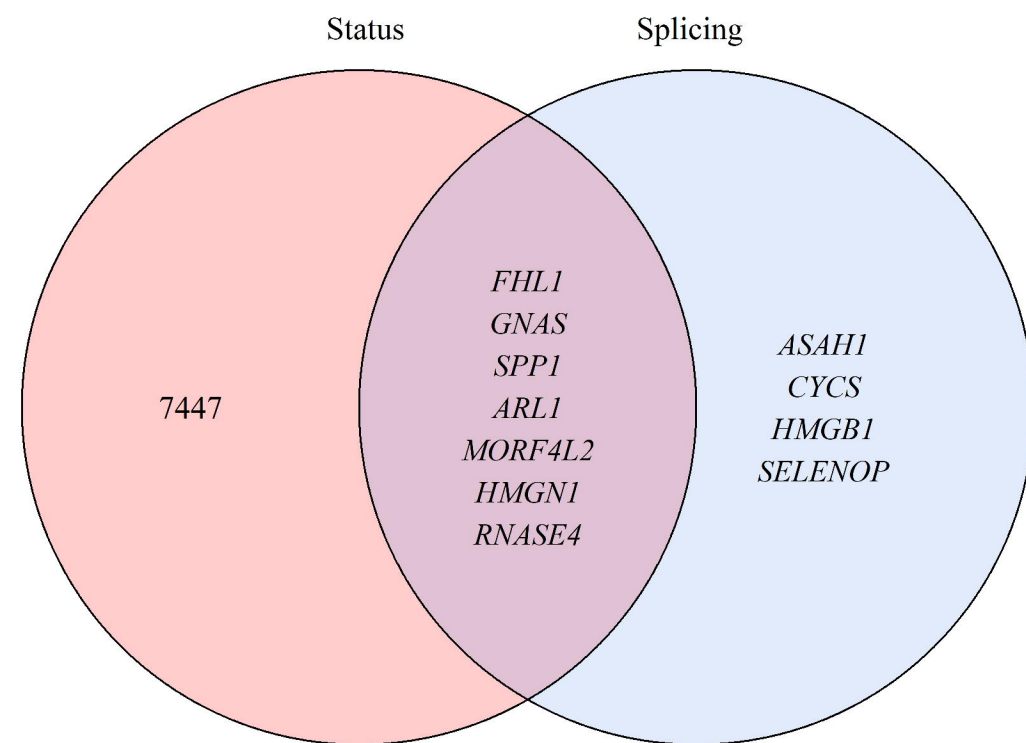 Status
Splicing
7447
FHL1
GNAS
SPP1
ARL1
MORF4L2
HMGN1
RNASE4
ASAH1
CYCS
HMGB1
SELENOP